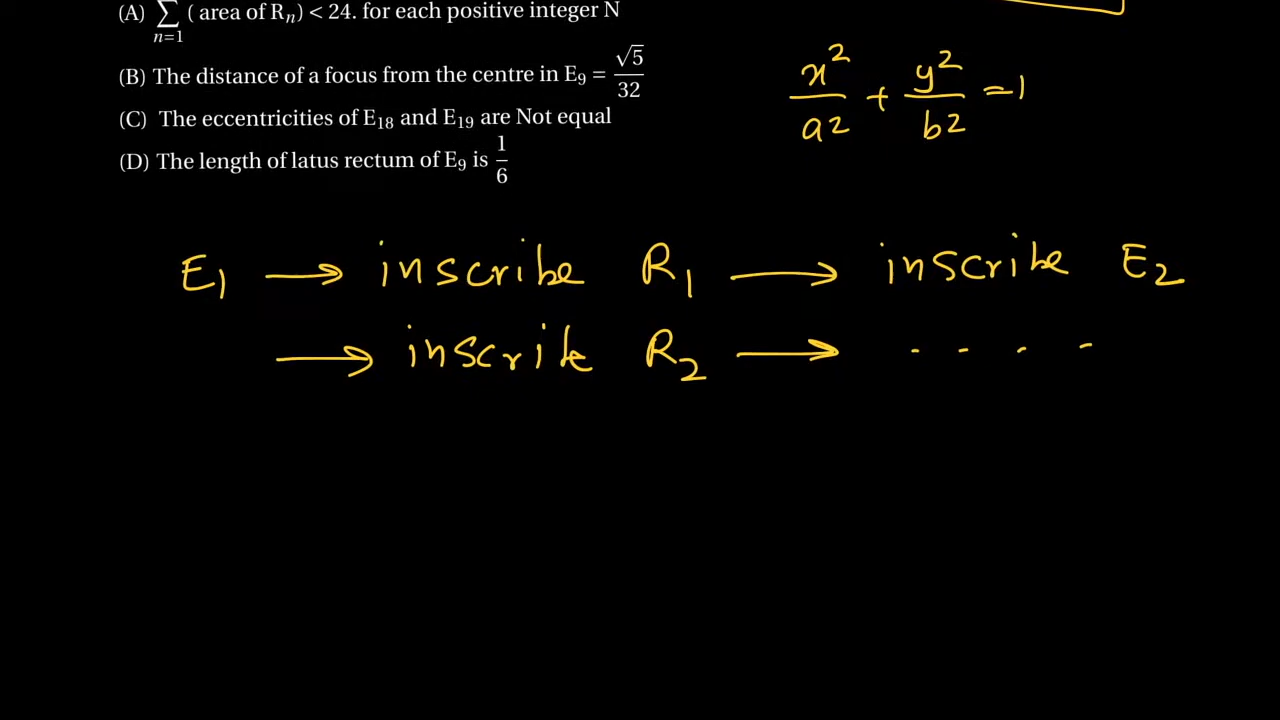 (A) ∑ ( area of Rₙ) < 24. for each positive integer N
n=1
(B) The distance of a focus from the centre in E₉ = √5/32
(C) The eccentricities of E₁₈ and E₁₉ are Not equal
(D) The length of latus rectum of E₉ is 1/6
x²/a² + y²/b² = 1
E₁ → inscribe R₁ → inscribe E₂
→ inscribe R₂ → . . . .